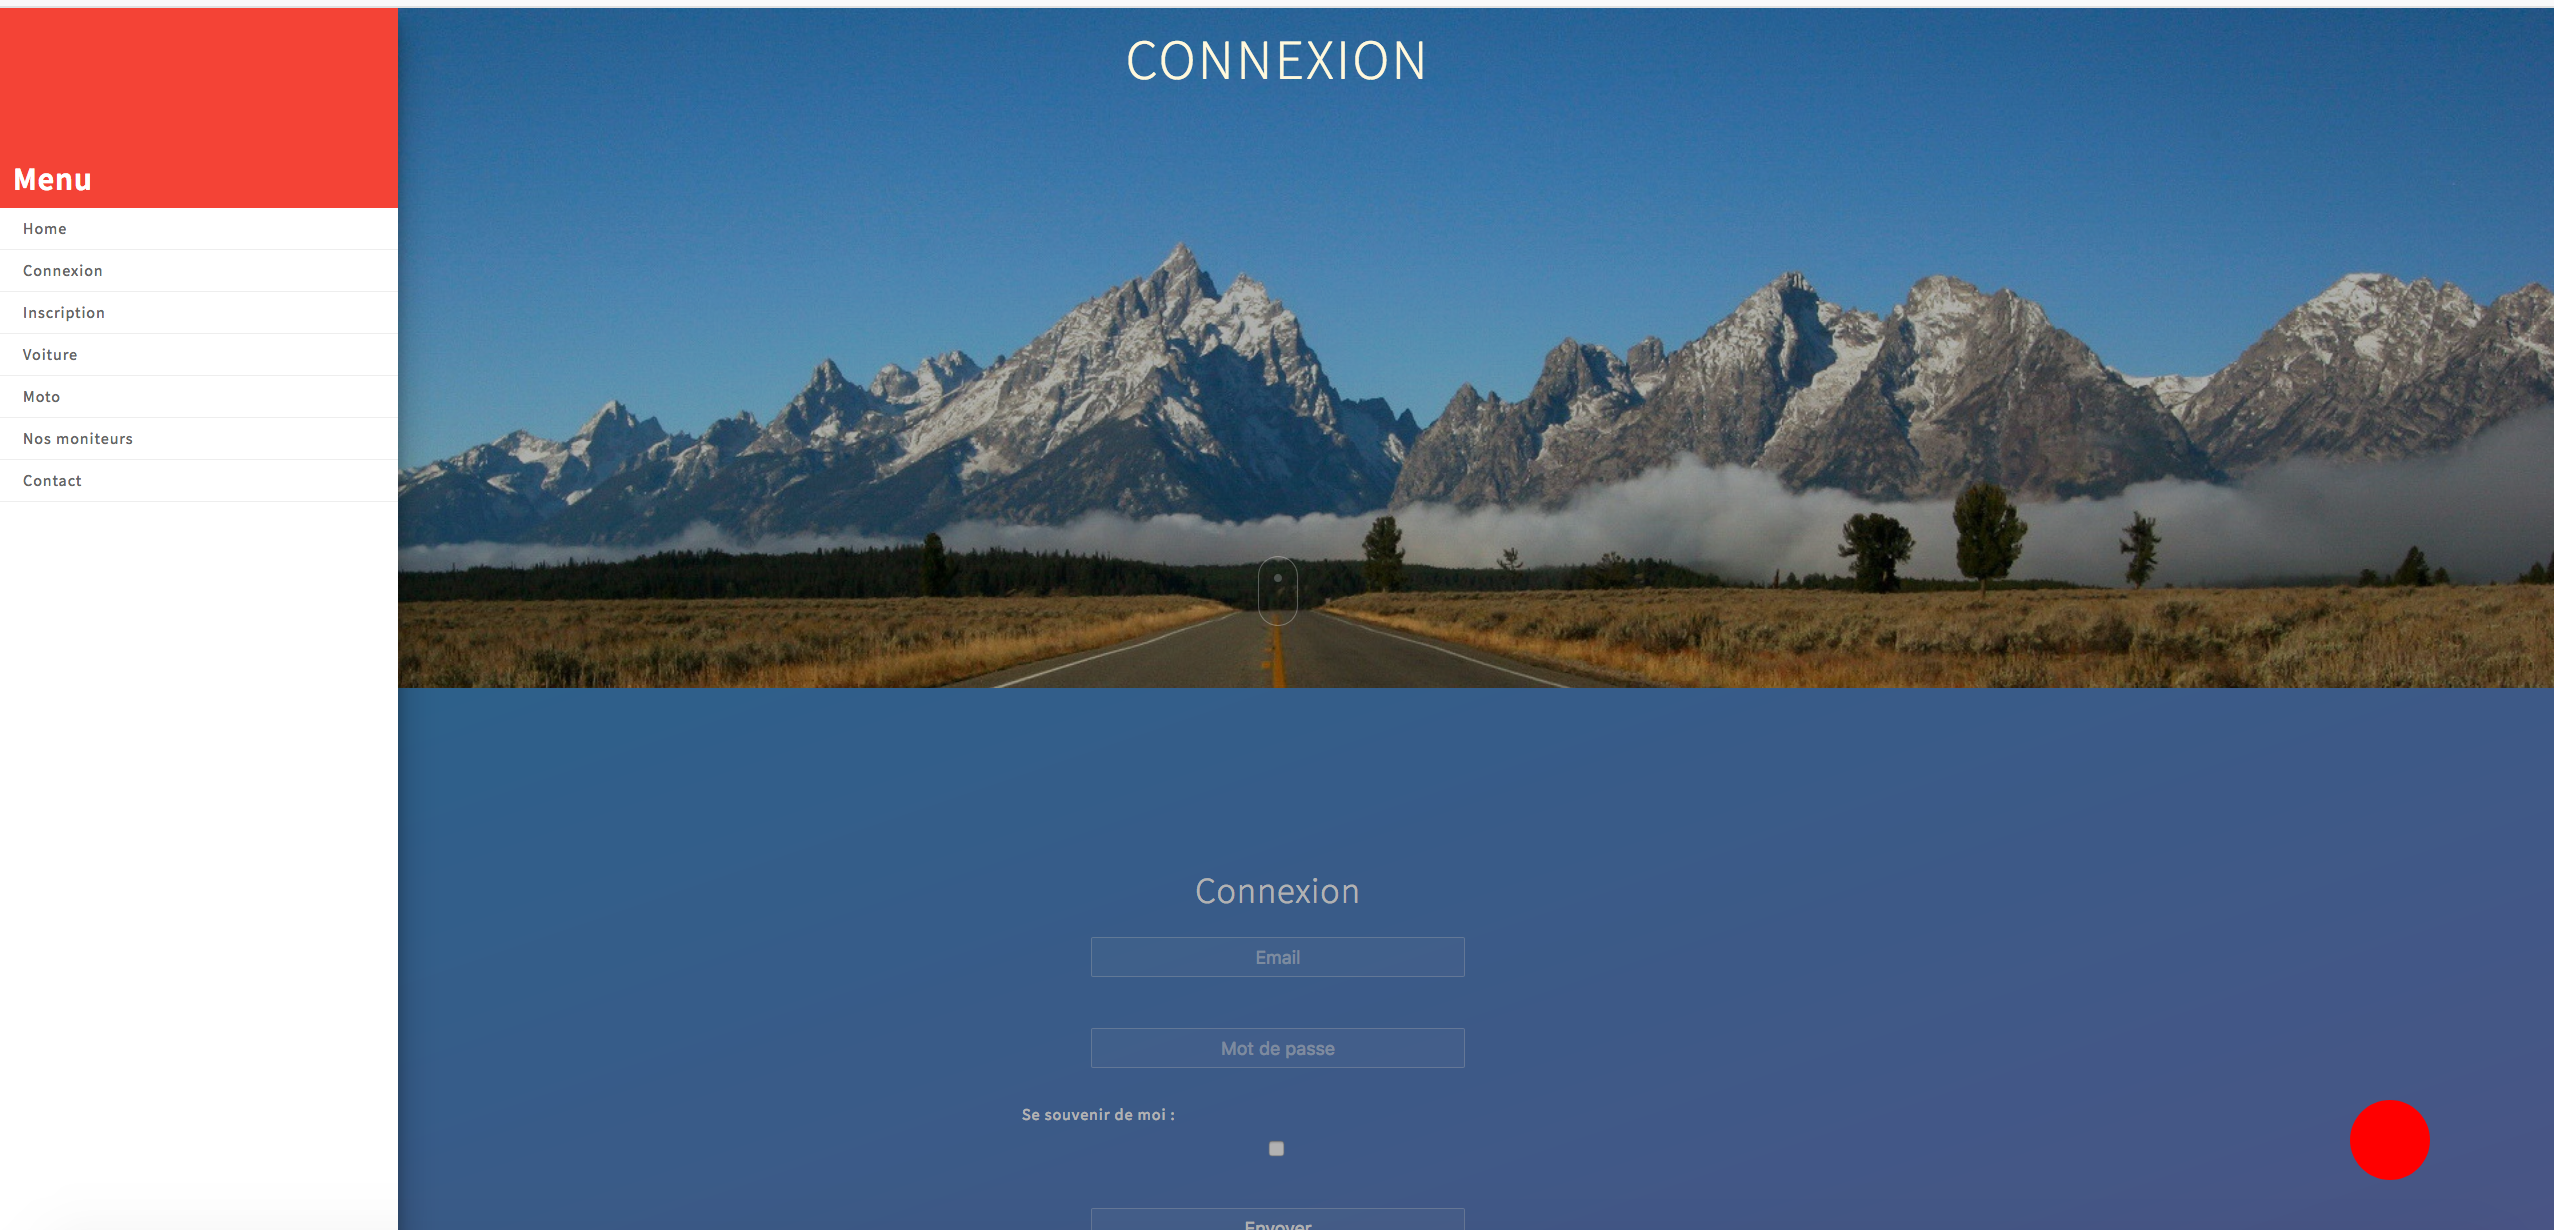 CONNEXION
Menu
Home
Connexion
Inscription
Voiture
Moto
Nos moniteurs
Contact
Connexion
Email
Mot de passe
Se souvenir de moi :
Envoyer